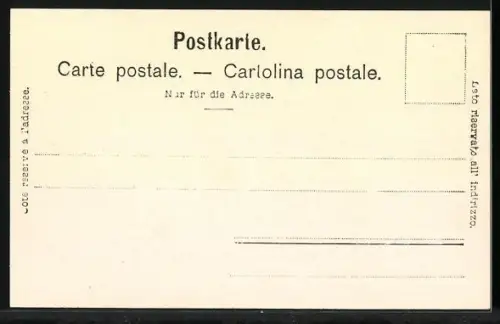 Postkarte.
Carte postale. — Cartolina postale.
Nur für die Adresse.
Côté réservé à l'adresse.
Lato riservato all' indirizzo.